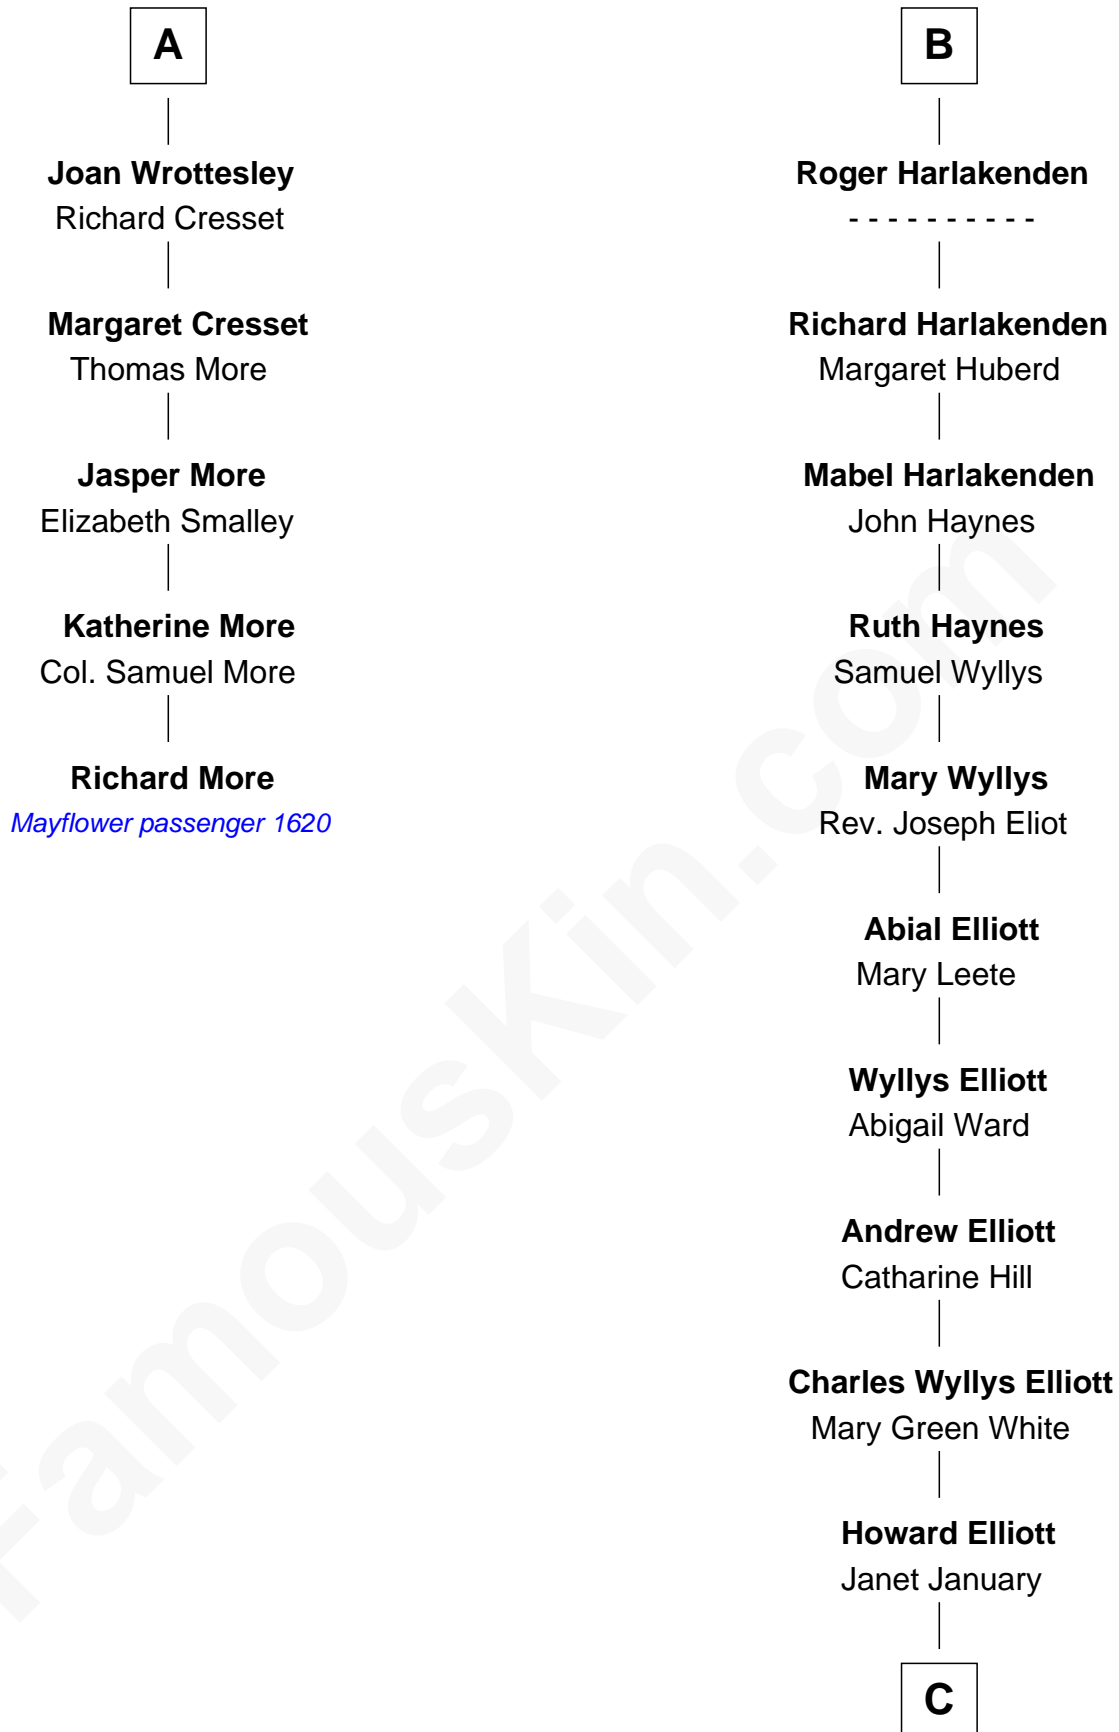 A
Joan Wrottesley
Richard Cresset
Margaret Cresset
Thomas More
Jasper More
Elizabeth Smalley
Katherine More
Col. Samuel More
Richard More
Mayflower passenger 1620
B
Roger Harlakenden
- - - - - - - - - -
Richard Harlakenden
Margaret Huberd
Mabel Harlakenden
John Haynes
Ruth Haynes
Samuel Wyllys
Mary Wyllys
Rev. Joseph Eliot
Abial Elliott
Mary Leete
Wyllys Elliott
Abigail Ward
Andrew Elliott
Catharine Hill
Charles Wyllys Elliott
Mary Green White
Howard Elliott
Janet January
C
FamousKin.com